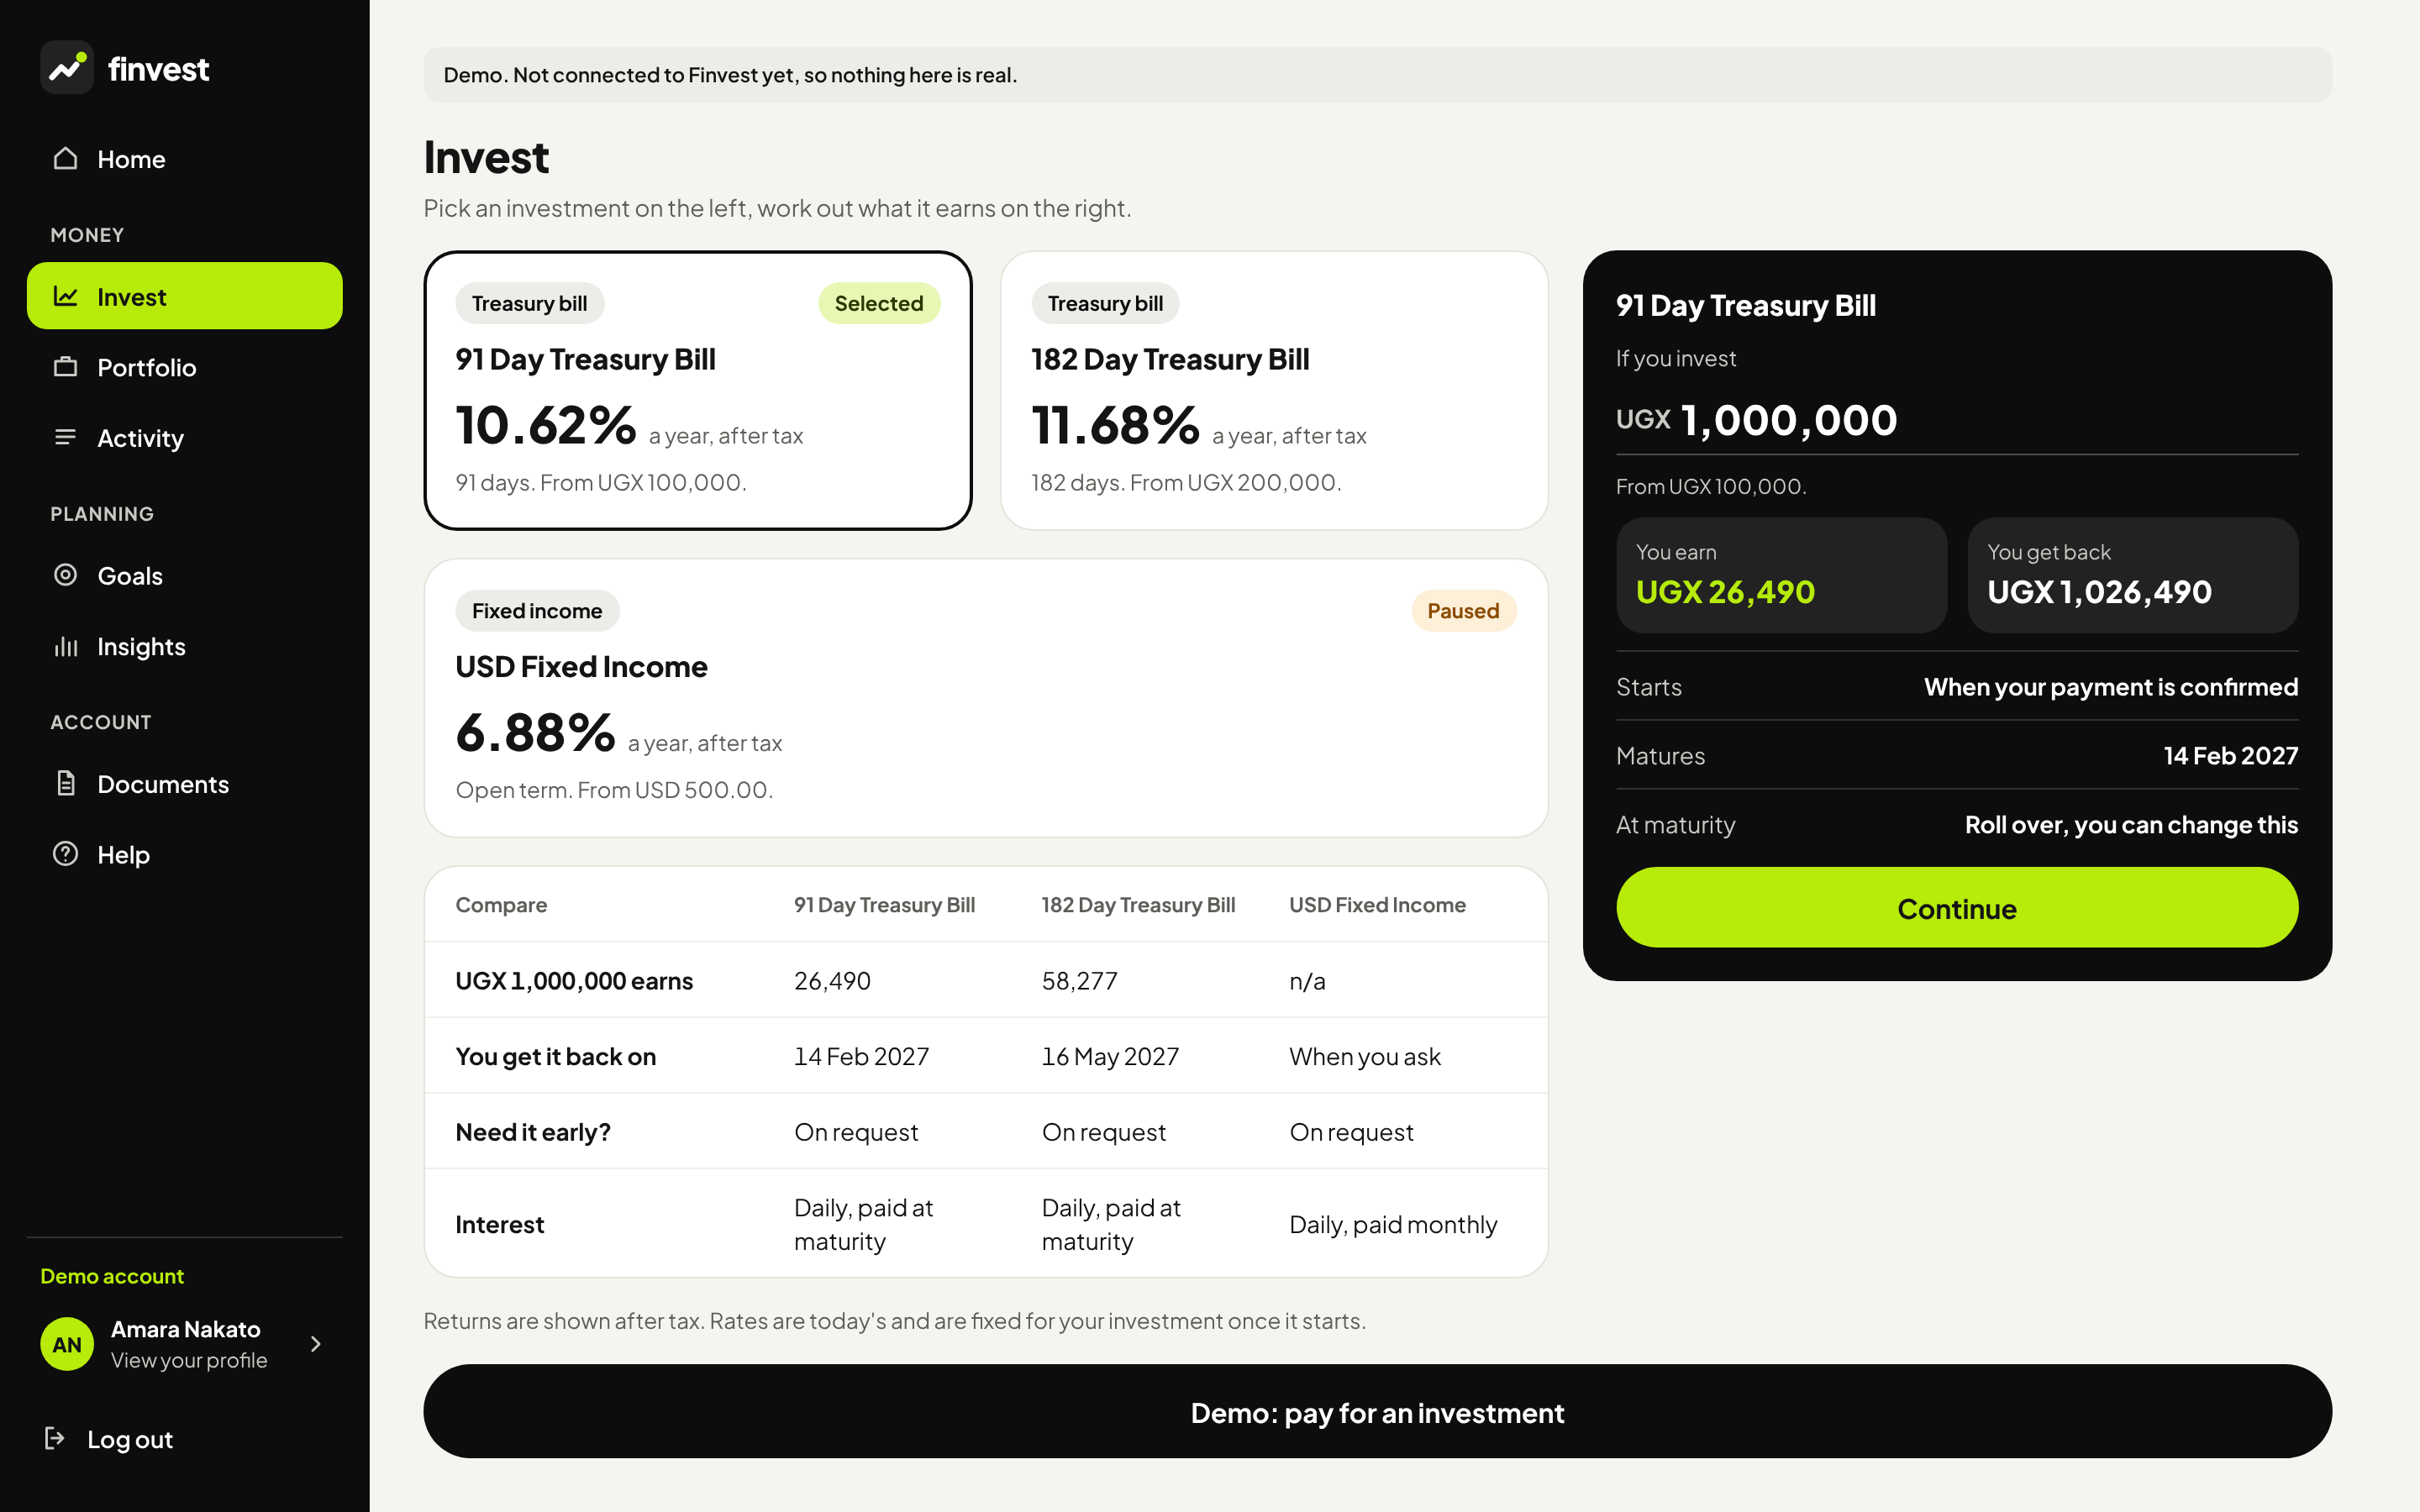 finvest
Home
MONEY
Invest
Portfolio
Activity
PLANNING
Goals
Insights
ACCOUNT
Documents
Help
Demo account
AN
Amara Nakato
View your profile
Log out
Demo. Not connected to Finvest yet, so nothing here is real.
Invest
Pick an investment on the left, work out what it earns on the right.
Treasury bill
Selected
91 Day Treasury Bill
10.62% a year, after tax
91 days. From UGX 100,000.
Treasury bill
182 Day Treasury Bill
11.68% a year, after tax
182 days. From UGX 200,000.
Fixed income
Paused
USD Fixed Income
6.88% a year, after tax
Open term. From USD 500.00.
Compare 91 Day Treasury Bill 182 Day Treasury Bill USD Fixed Income
UGX 1,000,000 earns 26,490 58,277 n/a
You get it back on 14 Feb 2027 16 May 2027 When you ask
Need it early? On request On request On request
Interest Daily, paid at maturity Daily, paid at maturity Daily, paid monthly
91 Day Treasury Bill
If you invest
UGX 1,000,000
From UGX 100,000.
You earn
UGX 26,490
You get back
UGX 1,026,490
Starts When your payment is confirmed
Matures 14 Feb 2027
At maturity Roll over, you can change this
Continue
Returns are shown after tax. Rates are today's and are fixed for your investment once it starts.
Demo: pay for an investment